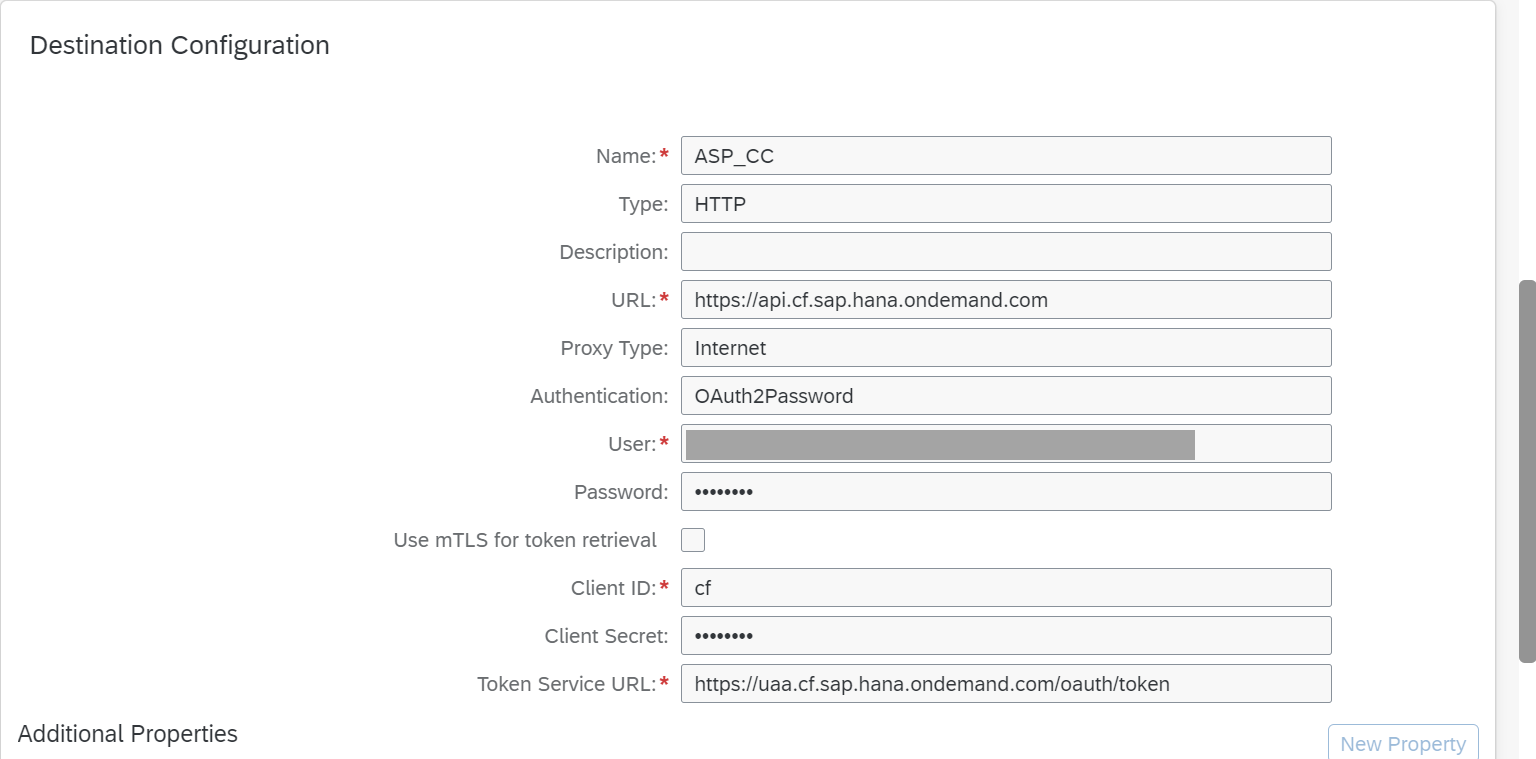 Destination Configuration
Name:* ASP_CC
Type: HTTP
Description:
URL:* https://api.cf.sap.hana.ondemand.com
Proxy Type: Internet
Authentication: OAuth2Password
User:*
Password: ••••••••
Use mTLS for token retrieval
Client ID:* cf
Client Secret: ••••••••
Token Service URL:* https://uaa.cf.sap.hana.ondemand.com/oauth/token
Additional Properties
New Property